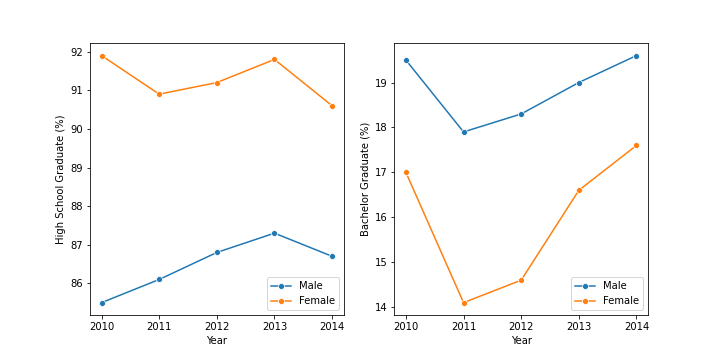 High School Graduate (%)
92
91
90
89
88
87
86
2010 2011 2012 2013 2014
Year
Male
Female
Bachelor Graduate (%)
19
18
17
16
15
14
2010 2011 2012 2013 2014
Year
Male
Female